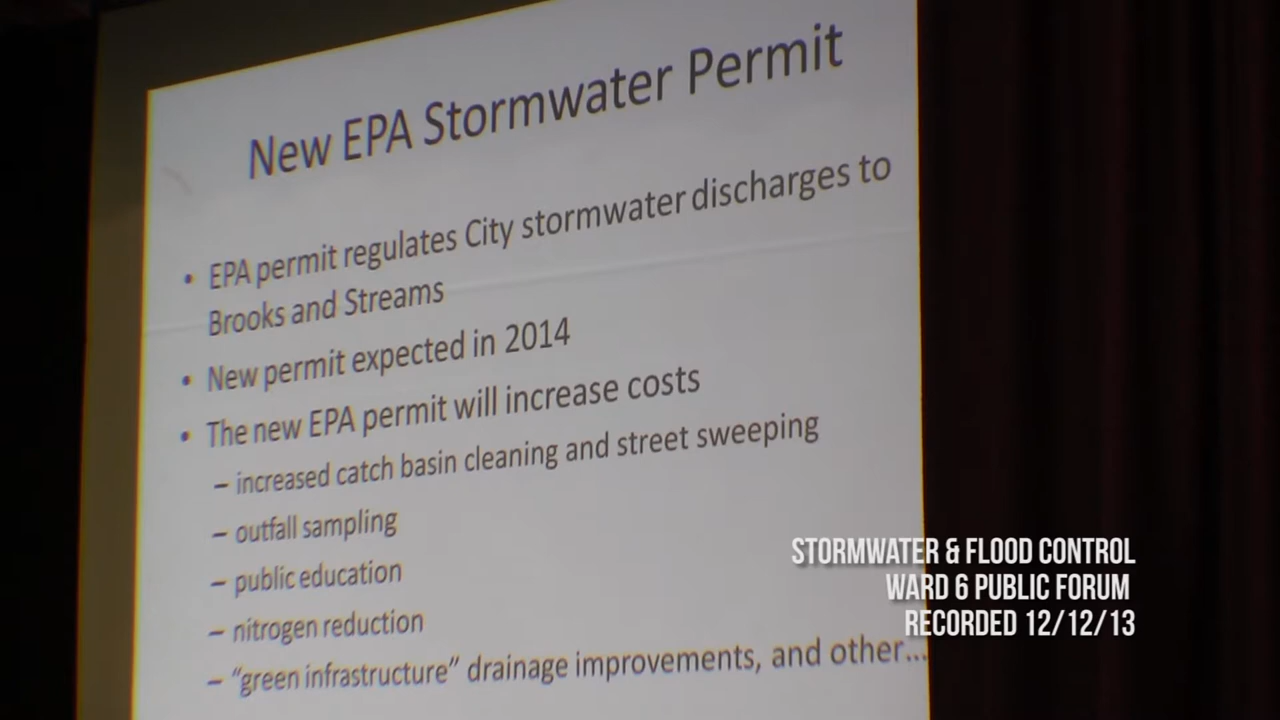 New EPA Stormwater Permit
• EPA permit regulates City stormwater discharges to
Brooks and Streams
• New permit expected in 2014
• The new EPA permit will increase costs
– increased catch basin cleaning and street sweeping
– outfall sampling
– public education
– nitrogen reduction
– “green infrastructure” drainage improvements, and other...
STORMWATER & FLOOD CONTROL
WARD 6 PUBLIC FORUM
RECORDED 12/12/13